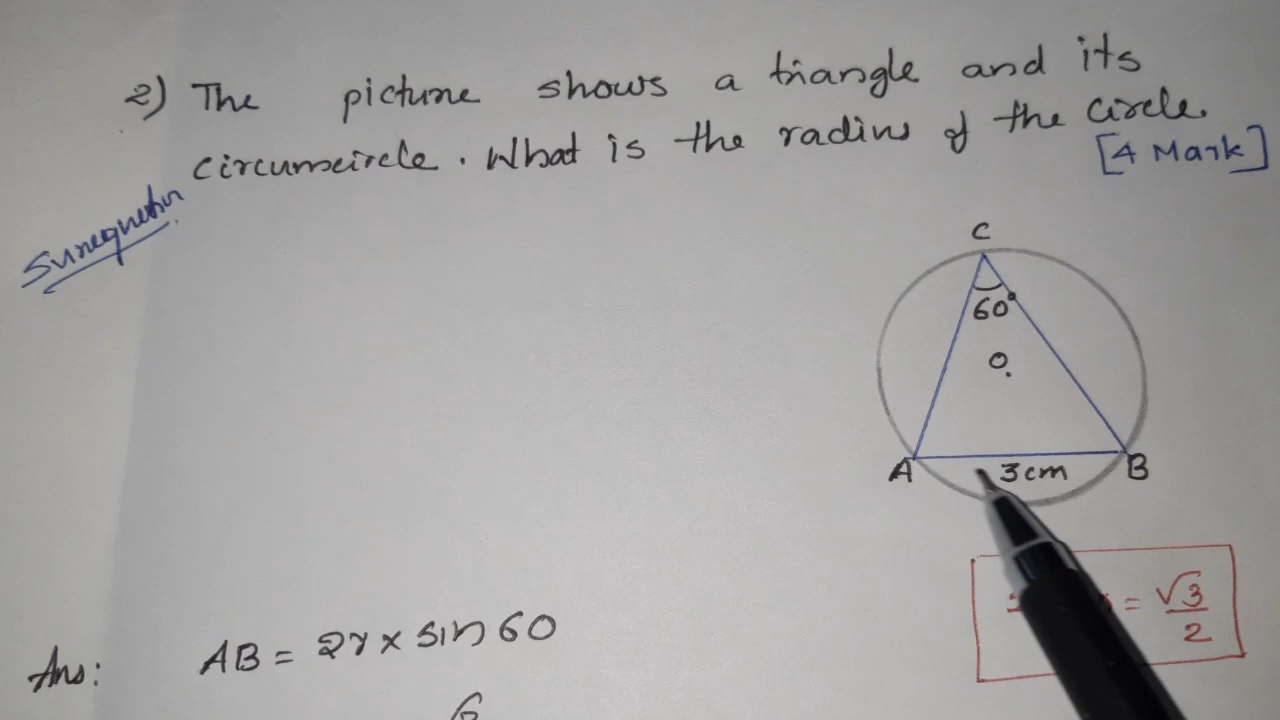 2) The picture shows a triangle and its
circumcircle. What is the radius of the circle.
[4 Mark]
C
60°
O
A
3cm
B
= √3/2
Ans: AB = 2r × sin 60